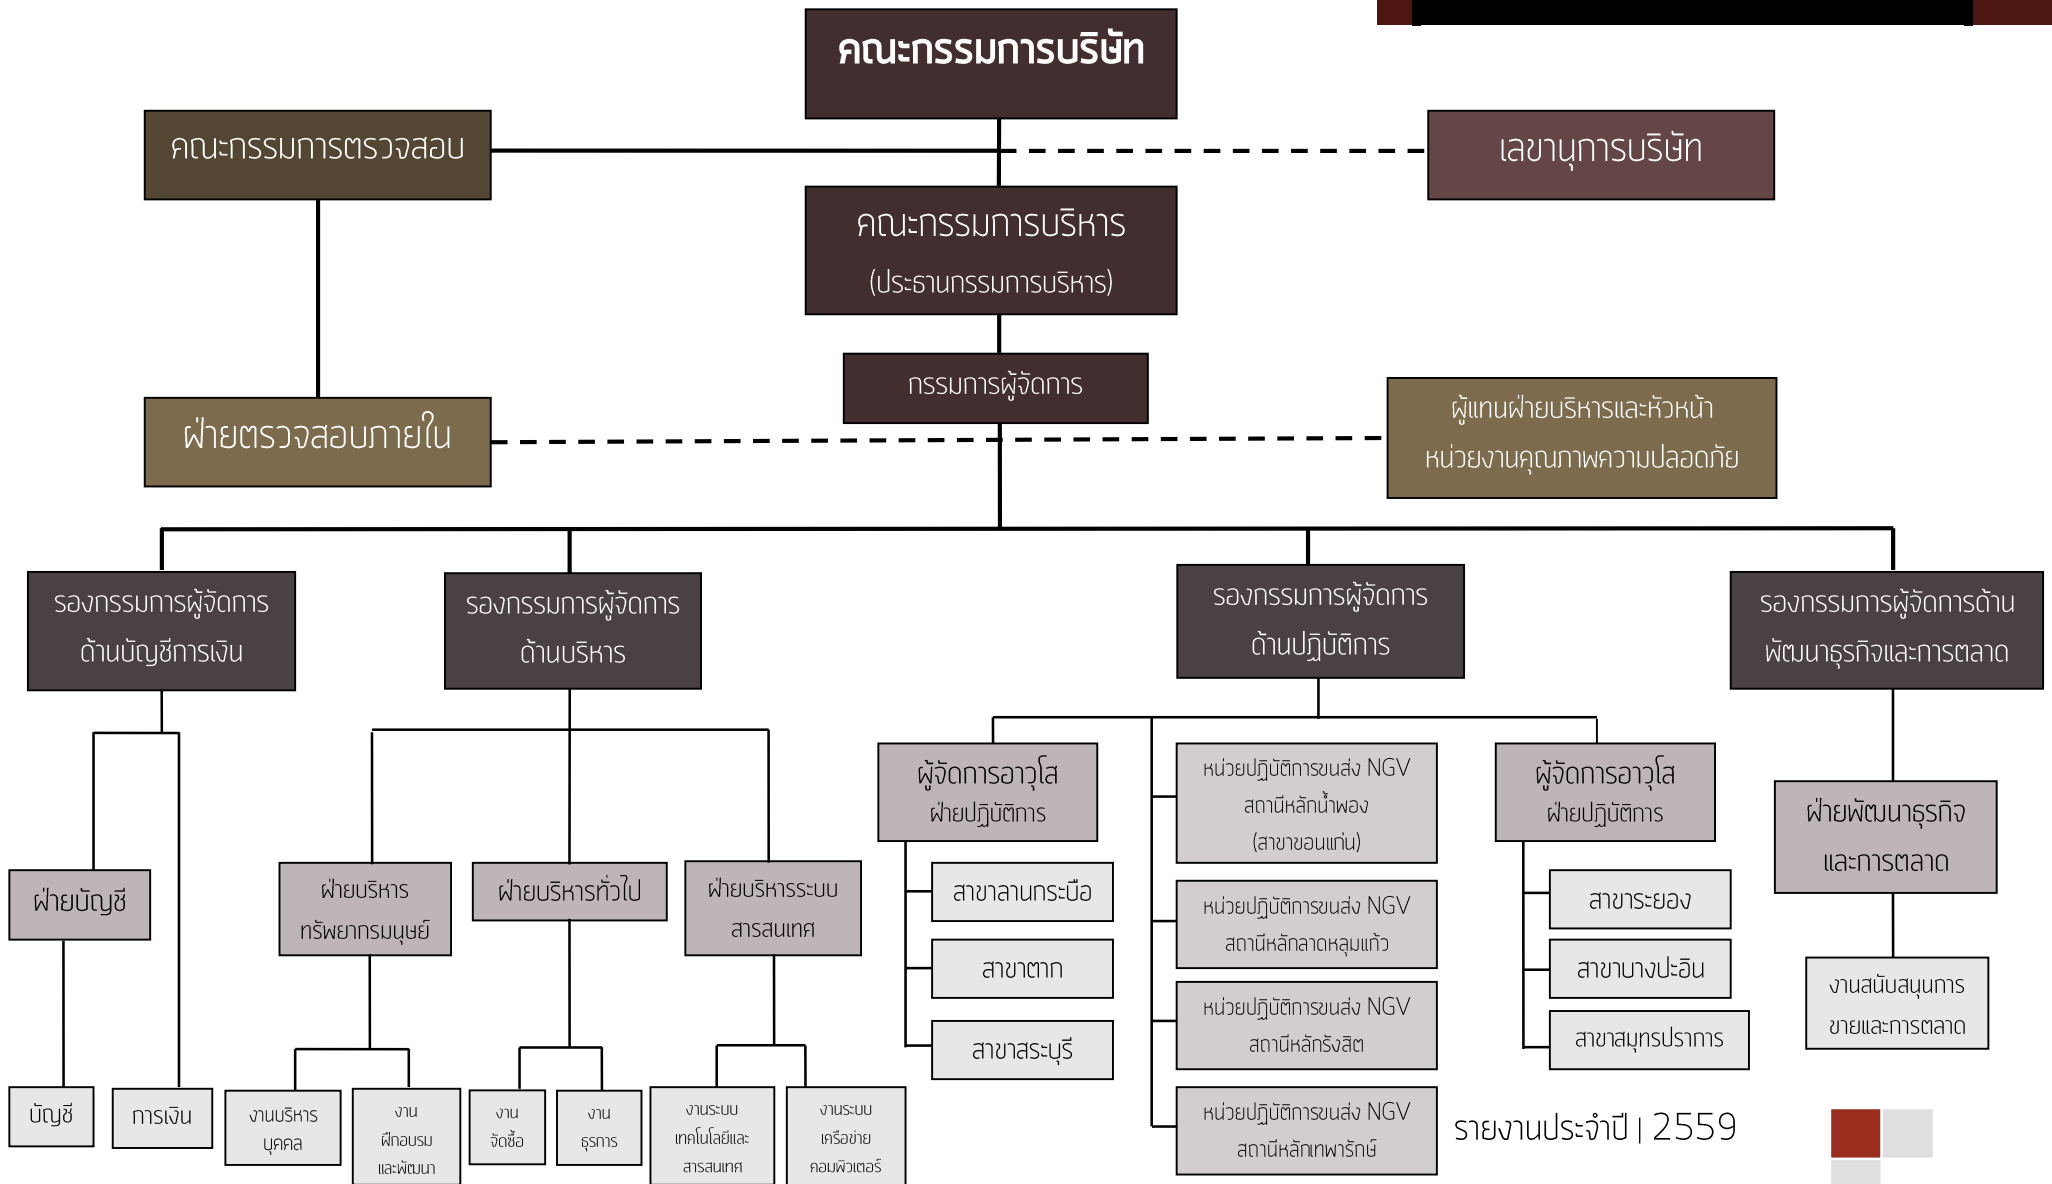 คณะกรรมการบริษัท
คณะกรรมการตรวจสอบ
เลขานุการบริษัท
คณะกรรมการบริหาร
(ประธานกรรมการบริหาร)
กรรมการผู้จัดการ
ฝ่ายตรวจสอบภายใน
ผู้แทนฝ่ายบริหารและหัวหน้า
หน่วยงานคุณภาพความปลอดภัย
รองกรรมการผู้จัดการ
ด้านบัญชีการเงิน
รองกรรมการผู้จัดการ
ด้านบริหาร
รองกรรมการผู้จัดการ
ด้านปฏิบัติการ
รองกรรมการผู้จัดการด้าน
พัฒนาธุรกิจและการตลาด
ฝ่ายบัญชี
บัญชี
การเงิน
ฝ่ายบริหาร
ทรัพยากรมนุษย์
ฝ่ายบริหารทั่วไป
ฝ่ายบริหารระบบ
สารสนเทศ
งานบริหาร
บุคคล
งาน
ฝึกอบรม
และพัฒนา
งาน
จัดซื้อ
งาน
ธุรการ
งานระบบ
เทคโนโลยีและ
สารสนเทศ
งานระบบ
เครือข่าย
คอมพิวเตอร์
ผู้จัดการอาวุโส
ฝ่ายปฏิบัติการ
สาขาลานกระบือ
สาขาตาก
สาขาสระบุรี
หน่วยปฏิบัติการขนส่ง NGV
สถานีหลักน้ำพอง
(สาขาขอนแก่น)
หน่วยปฏิบัติการขนส่ง NGV
สถานีหลักลาดหลุมแก้ว
หน่วยปฏิบัติการขนส่ง NGV
สถานีหลักรังสิต
หน่วยปฏิบัติการขนส่ง NGV
สถานีหลักเทพารักษ์
ผู้จัดการอาวุโส
ฝ่ายปฏิบัติการ
สาขาระยอง
สาขาบางปะอิน
สาขาสมุทรปราการ
ฝ่ายพัฒนาธุรกิจ
และการตลาด
งานสนับสนุนการ
ขายและการตลาด
รายงานประจำปี | 2559